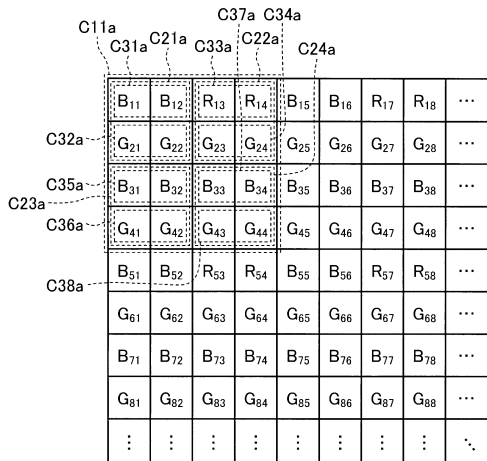 C37a C34a
C11a C21a C22a
C31a C33a C24a
B11 B12 R13 R14 B15 B16 R17 R18 ⋯
C32a
G21 G22 G23 G24 G25 G26 G27 G28 ⋯
C35a
B31 B32 B33 B34 B35 B36 B37 B38 ⋯
C23a
C36a
G41 G42 G43 G44 G45 G46 G47 G48 ⋯
B51 B52 R53 R54 B55 B56 R57 R58 ⋯
C38a
G61 G62 G63 G64 G65 G66 G67 G68 ⋯
B71 B72 B73 B74 B75 B76 B77 B78 ⋯
G81 G82 G83 G84 G85 G86 G87 G88 ⋯
⋮ ⋮ ⋮ ⋮ ⋮ ⋮ ⋮ ⋮ ⋱